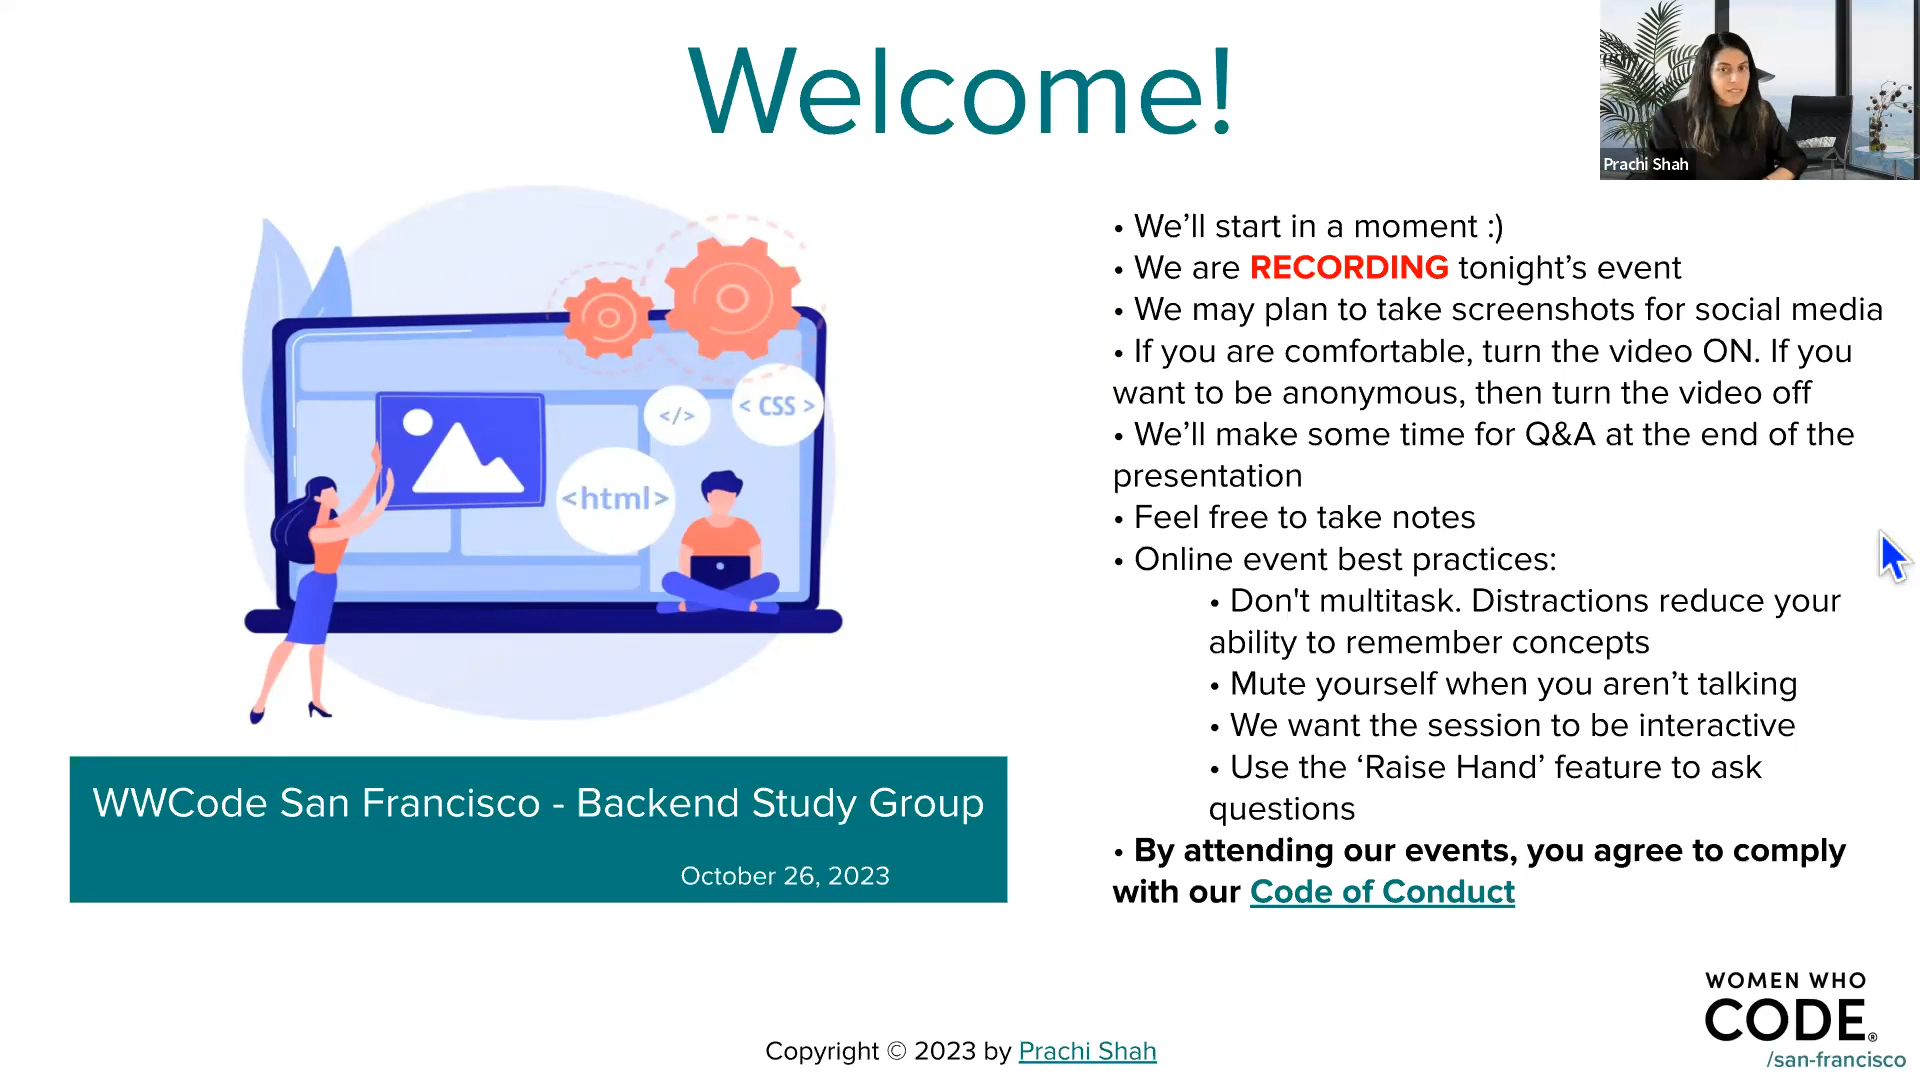 Welcome!
Prachi Shah
• We’ll start in a moment :)
• We are RECORDING tonight’s event
• We may plan to take screenshots for social media
• If you are comfortable, turn the video ON. If you
want to be anonymous, then turn the video off
• We’ll make some time for Q&A at the end of the
presentation
• Feel free to take notes
• Online event best practices:
• Don't multitask. Distractions reduce your
ability to remember concepts
• Mute yourself when you aren’t talking
• We want the session to be interactive
• Use the ‘Raise Hand’ feature to ask
questions
• By attending our events, you agree to comply
with our Code of Conduct
</>
< CSS >
<html>
WWCode San Francisco - Backend Study Group
October 26, 2023
WOMEN WHO
CODE®
/san-francisco
Copyright © 2023 by Prachi Shah